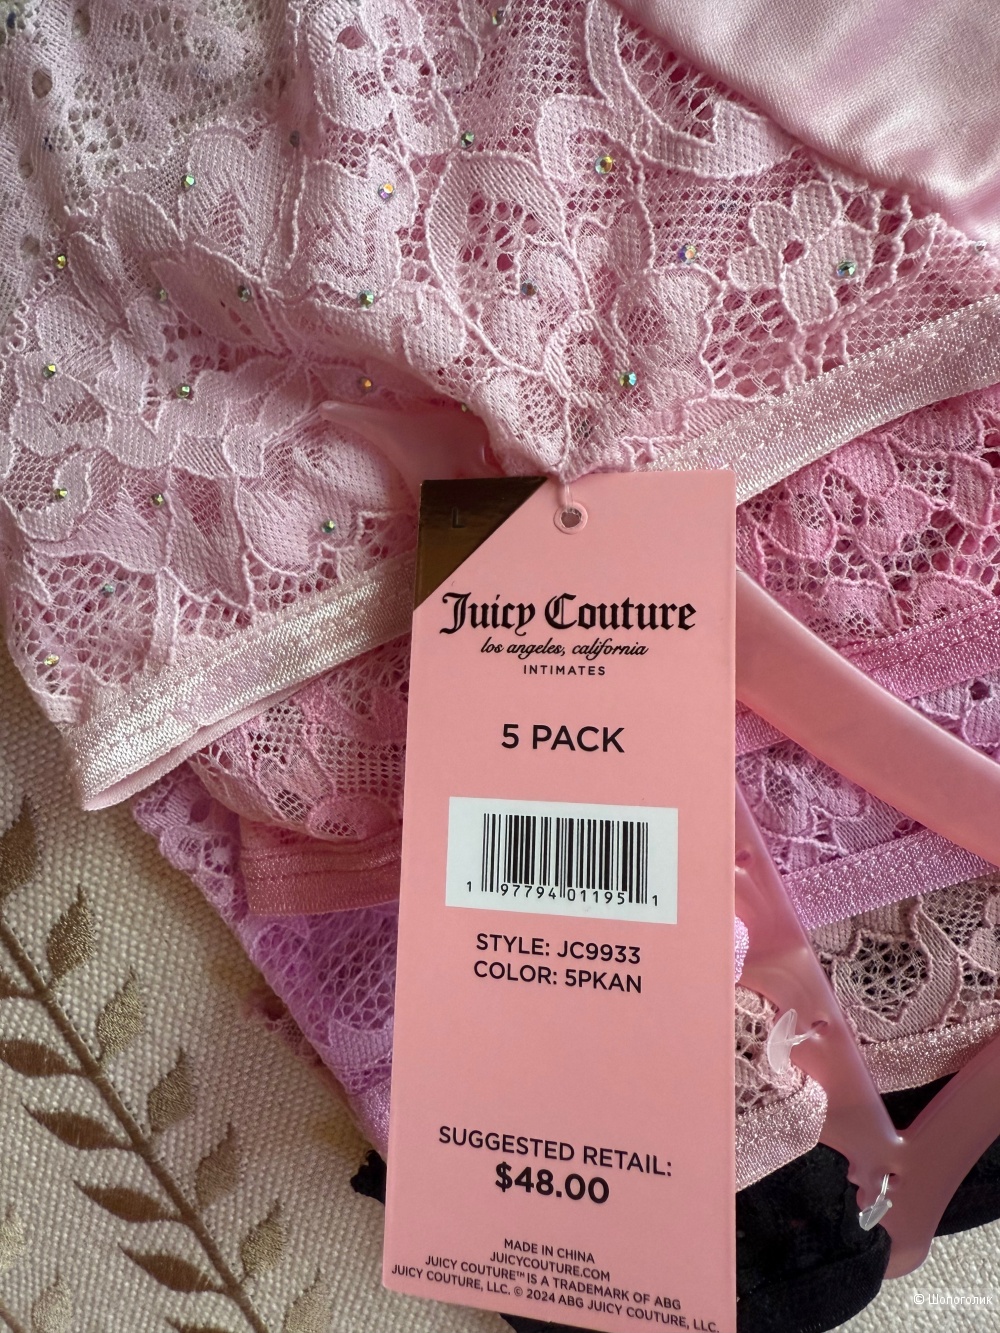 L
Juicy Couture
los angeles, california
INTIMATES
5 PACK
1 97794 01195 1
STYLE: JC9933
COLOR: 5PKAN
SUGGESTED RETAIL:
$48.00
MADE IN CHINA
JUICYCOUTURE.COM
JUICY COUTURE™ IS A TRADEMARK OF ABG
JUICY COUTURE, LLC. © 2024 ABG JUICY COUTURE, LLC.
© Шопоголик